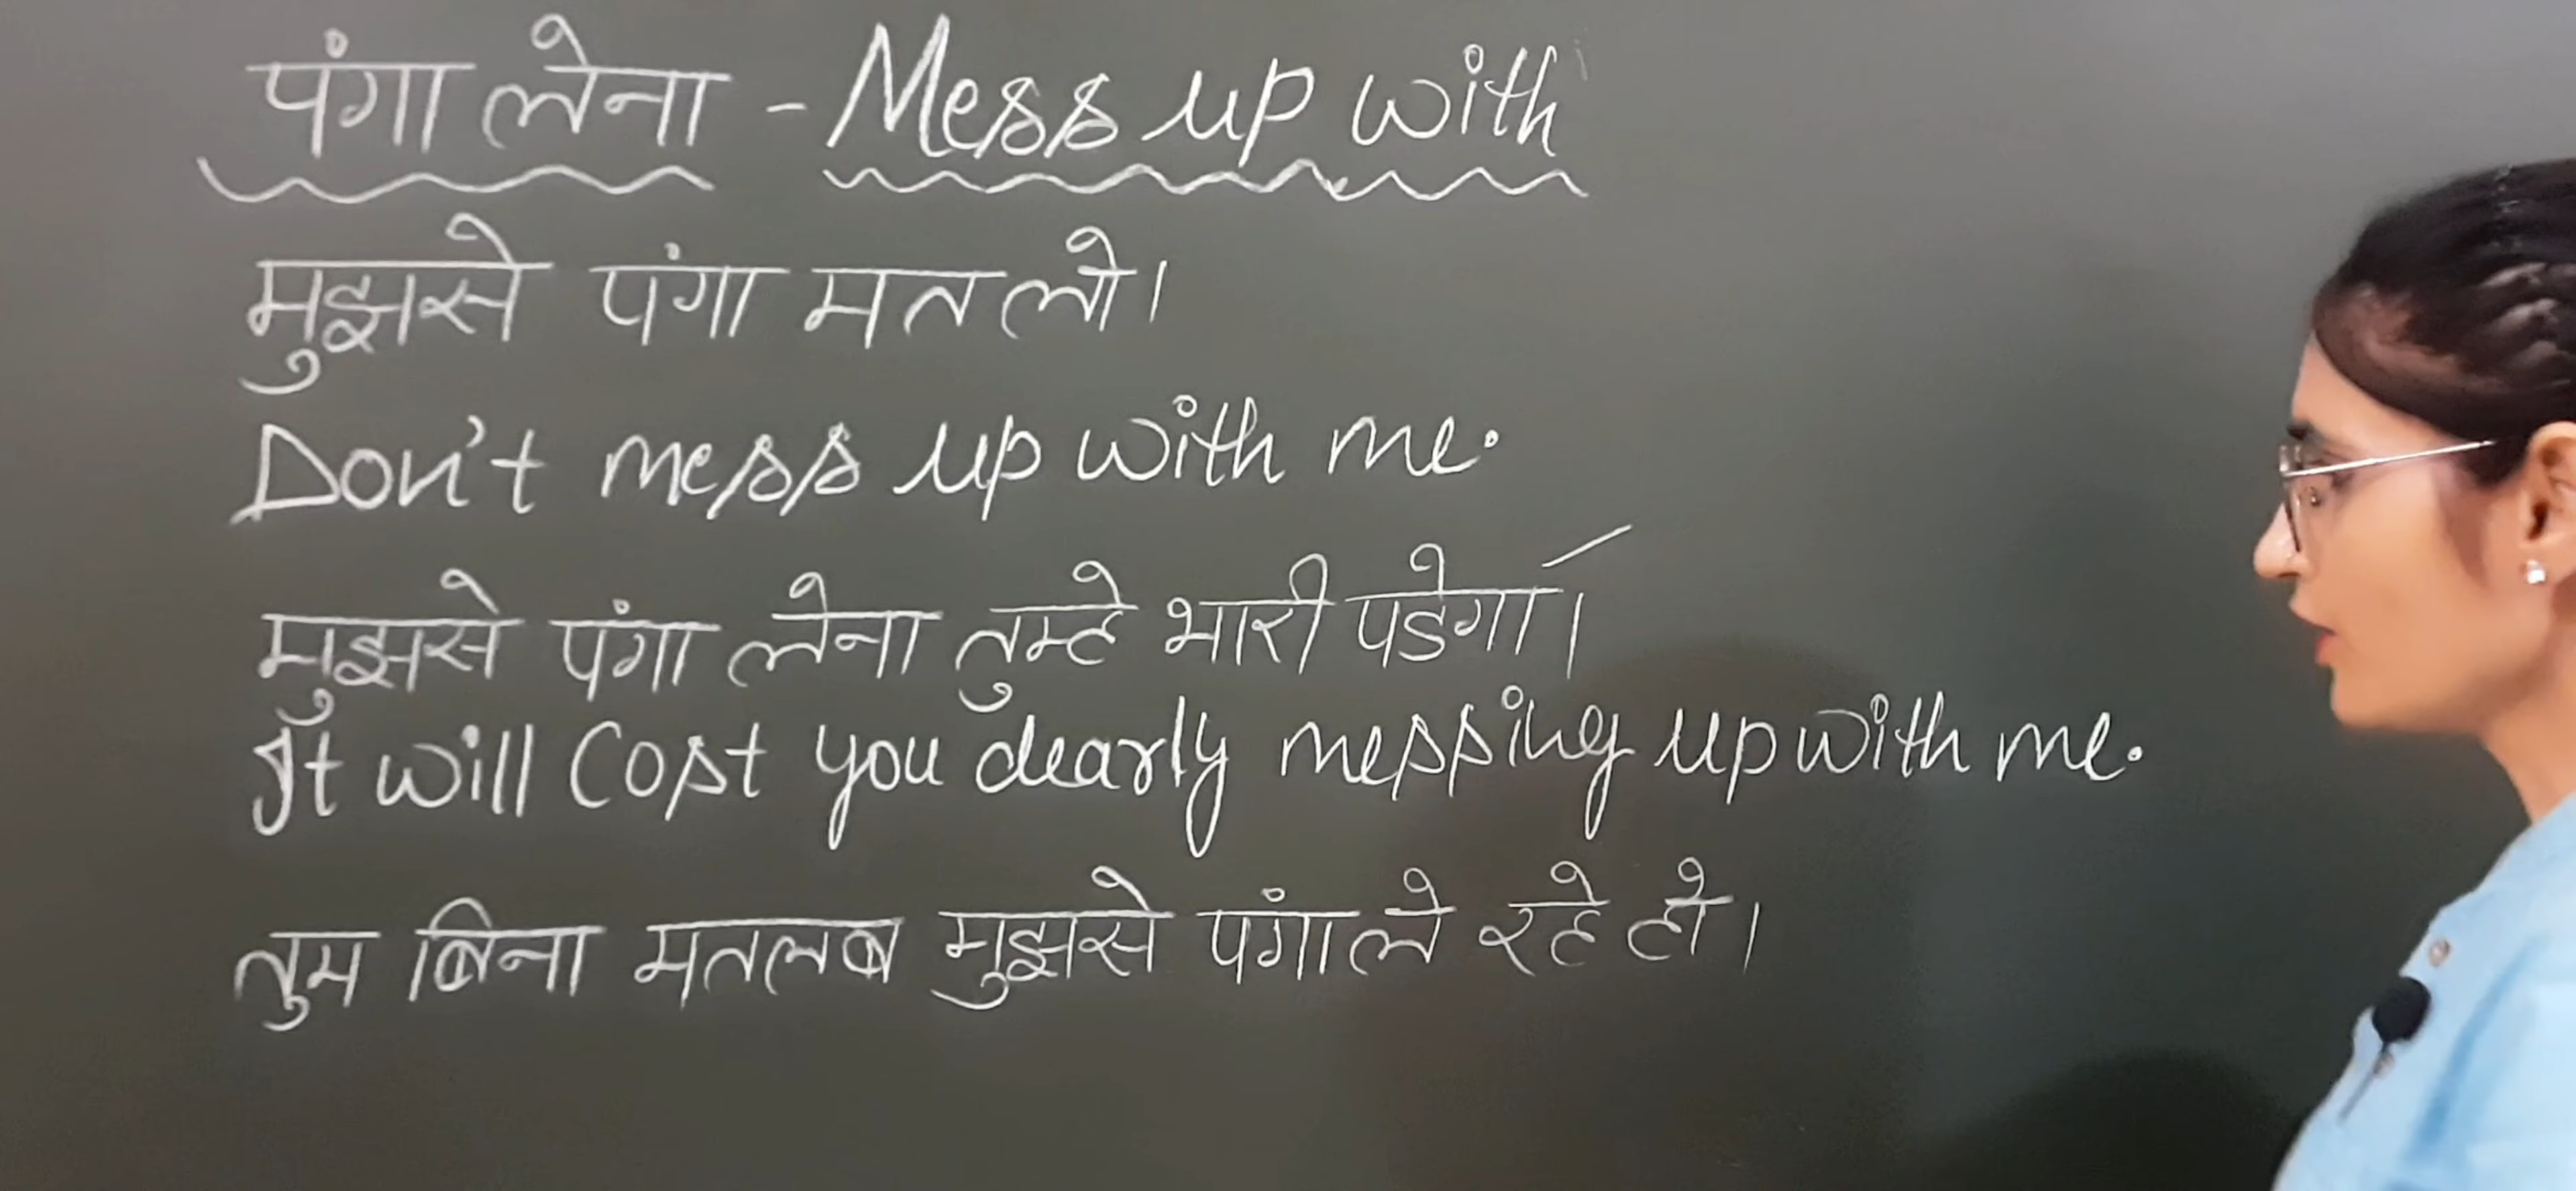 पंगा लेना - Mess up with
मुझसे पंगा मत लो।
Don't mess up with me.
मुझसे पंगा लेना तुम्हे भारी पडेगा।
It will Cost you dearly messing up with me.
तुम बिना मतलब मुझसे पंगा ले रहे हो।